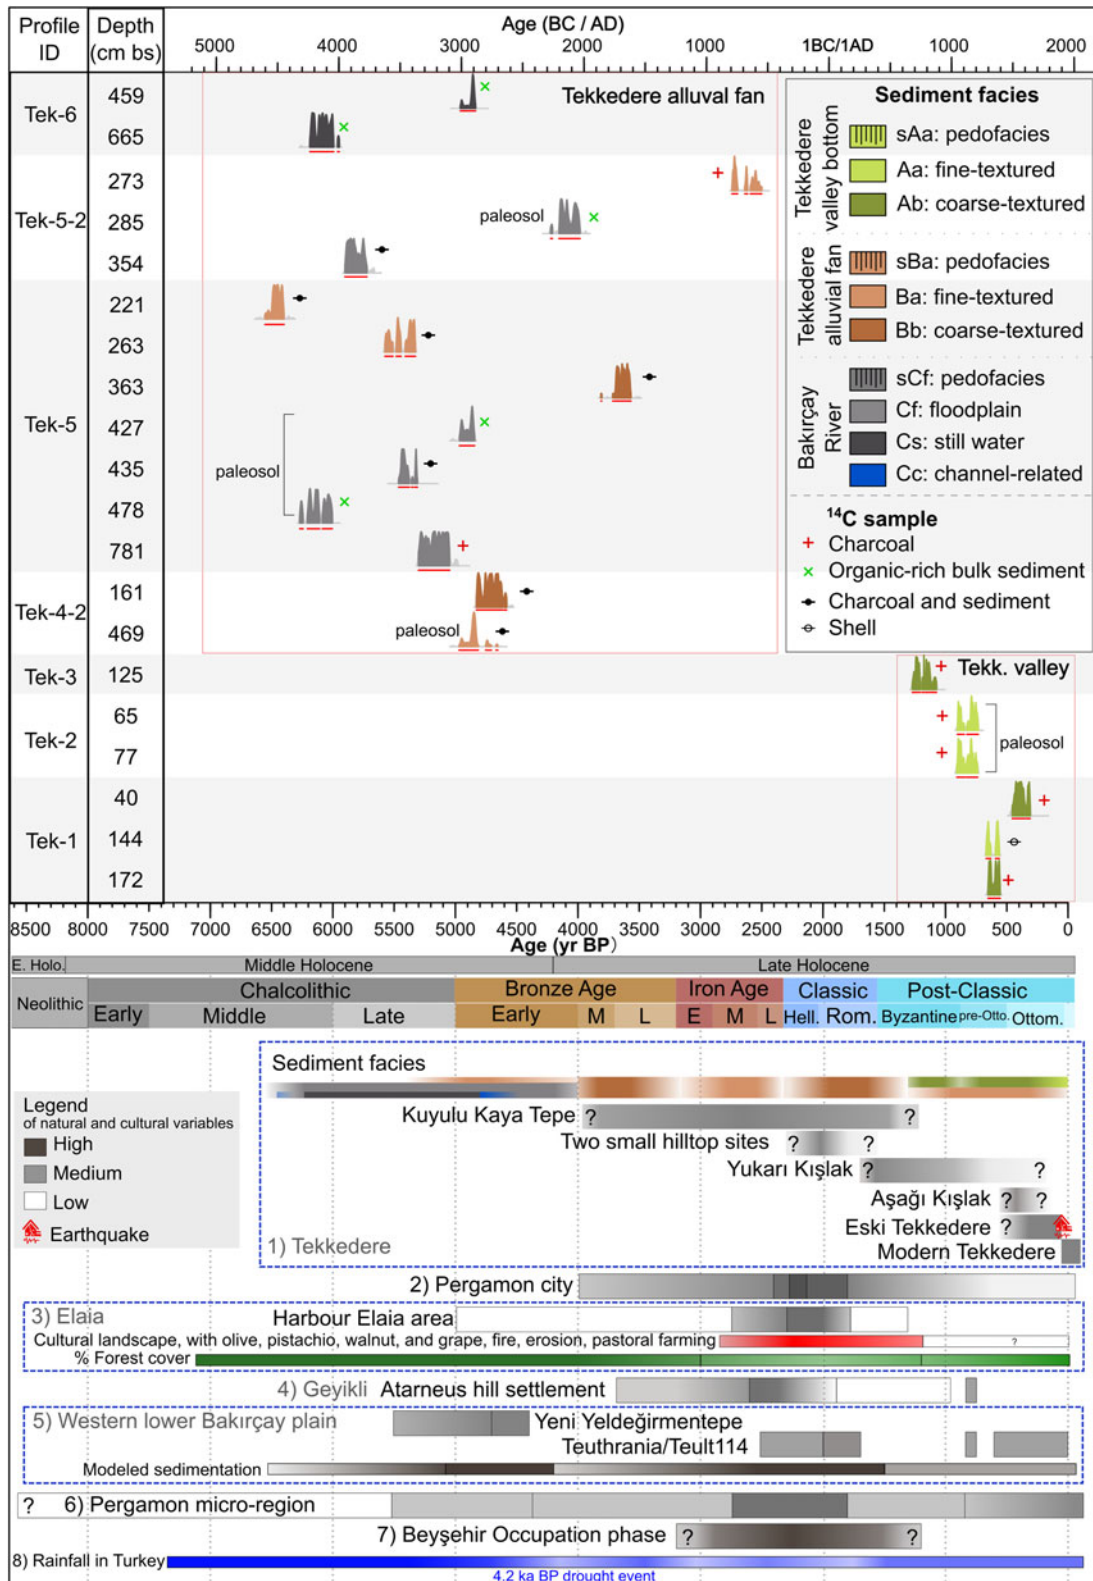 Profile ID
Depth (cm bs)
Age (BC / AD)
5000 4000 3000 2000 1000 1BC/1AD 1000 2000
Tek-6
459
665
Tek-5-2
273
285
354
Tek-5
221
263
363
427
435
478
781
Tek-4-2
161
469
Tek-3
125
Tek-2
65
77
Tek-1
40
144
172
Tekkedere alluval fan
paleosol
paleosol
paleosol
Tekk. valley
paleosol
Sediment facies
Tekkedere valley bottom
sAa: pedofacies
Aa: fine-textured
Ab: coarse-textured
Tekkedere alluvial fan
sBa: pedofacies
Ba: fine-textured
Bb: coarse-textured
Bakırçay River
sCf: pedofacies
Cf: floodplain
Cs: still water
Cc: channel-related
¹⁴C sample
Charcoal
Organic-rich bulk sediment
Charcoal and sediment
Shell
8500 8000 7500 7000 6500 6000 5500 5000 4500 4000 3500 3000 2500 2000 1500 1000 500 0
Age (yr BP)
E. Holo. Middle Holocene Late Holocene
Neolithic Chalcolithic Bronze Age Iron Age Classic Post-Classic
Early Middle Late Early M L E M L Hell. Rom. Byzantine pre-Otto. Ottom.
Sediment facies
Legend
of natural and cultural variables
High
Medium
Low
Earthquake
Kuyulu Kaya Tepe ? ?
Two small hilltop sites ? ?
Yukarı Kışlak ? ?
Aşağı Kışlak ? ?
Eski Tekkedere ?
1) Tekkedere
Modern Tekkedere
2) Pergamon city
3) Elaia
Harbour Elaia area
Cultural landscape, with olive, pistachio, walnut, and grape, fire, erosion, pastoral farming ?
% Forest cover
4) Geyikli Atarneus hill settlement
5) Western lower Bakırçay plain
Yeni Yeldeğirmentepe
Teuthrania/Teult114
Modeled sedimentation
? 6) Pergamon micro-region
7) Beyşehir Occupation phase ? ?
8) Rainfall in Turkey
4.2 ka BP drought event